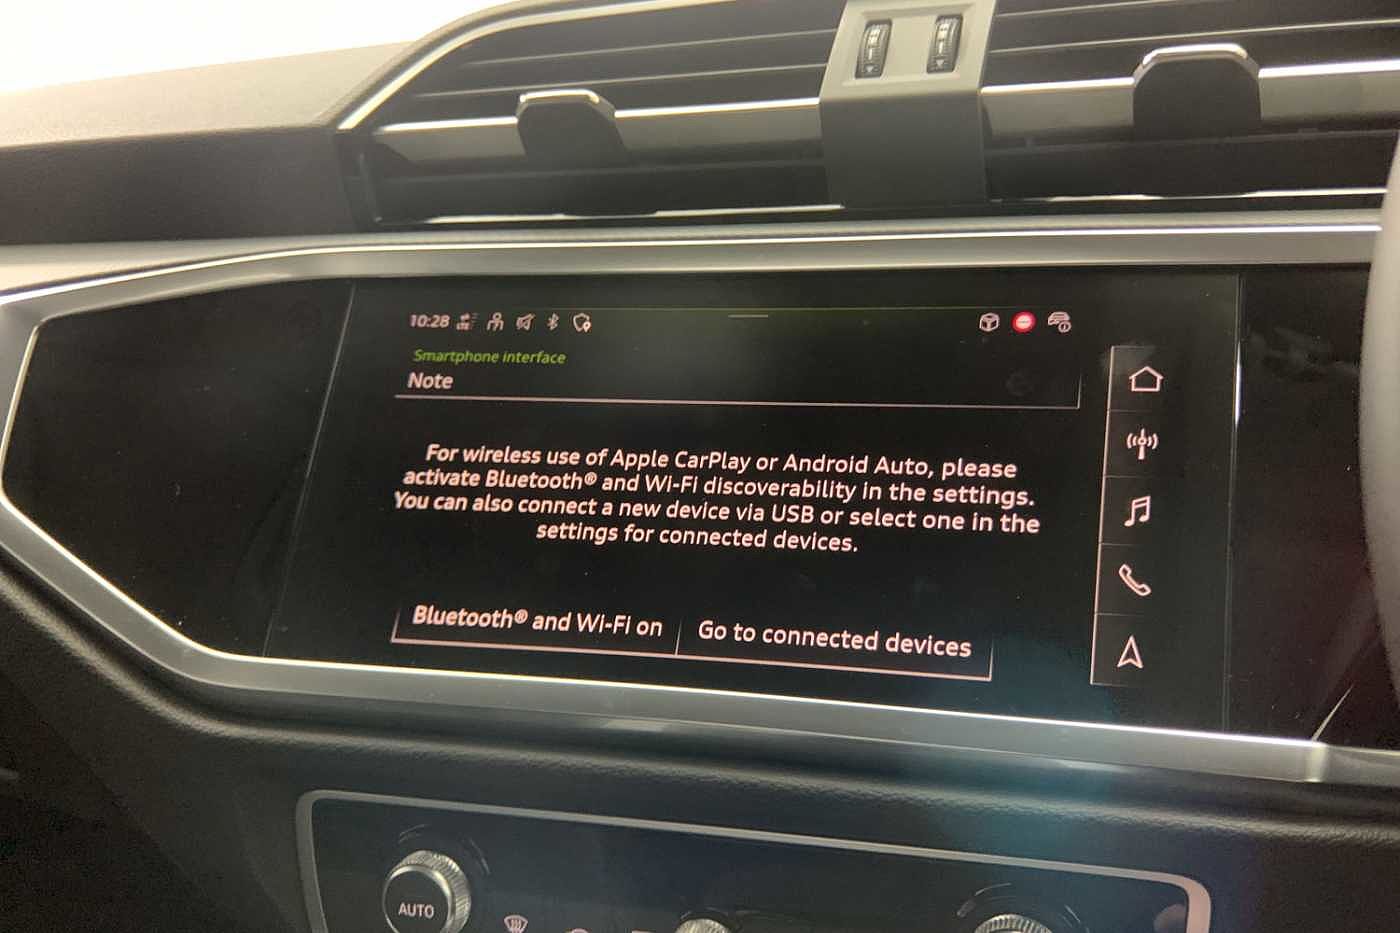 10:28
Smartphone interface
Note
For wireless use of Apple CarPlay or Android Auto, please
activate Bluetooth® and Wi-Fi discoverability in the settings.
You can also connect a new device via USB or select one in the
settings for connected devices.
Bluetooth® and Wi-Fi on
Go to connected devices
AUTO